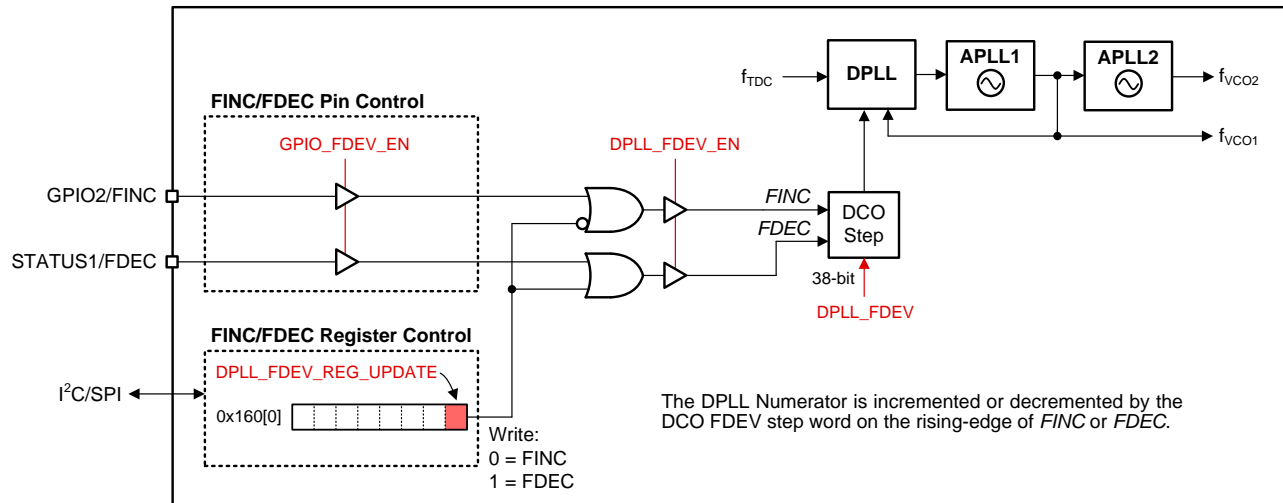 FINC/FDEC Pin Control
GPIO_FDEV_EN
DPLL_FDEV_EN
GPIO2/FINC
STATUS1/FDEC
fTDC
DPLL
APLL1
APLL2
fVCO2
fVCO1
FINC
FDEC
DCO
Step
38-bit
DPLL_FDEV
FINC/FDEC Register Control
DPLL_FDEV_REG_UPDATE
I2C/SPI
0x160[0]
Write:
0 = FINC
1 = FDEC
The DPLL Numerator is incremented or decremented by the
DCO FDEV step word on the rising-edge of FINC or FDEC.